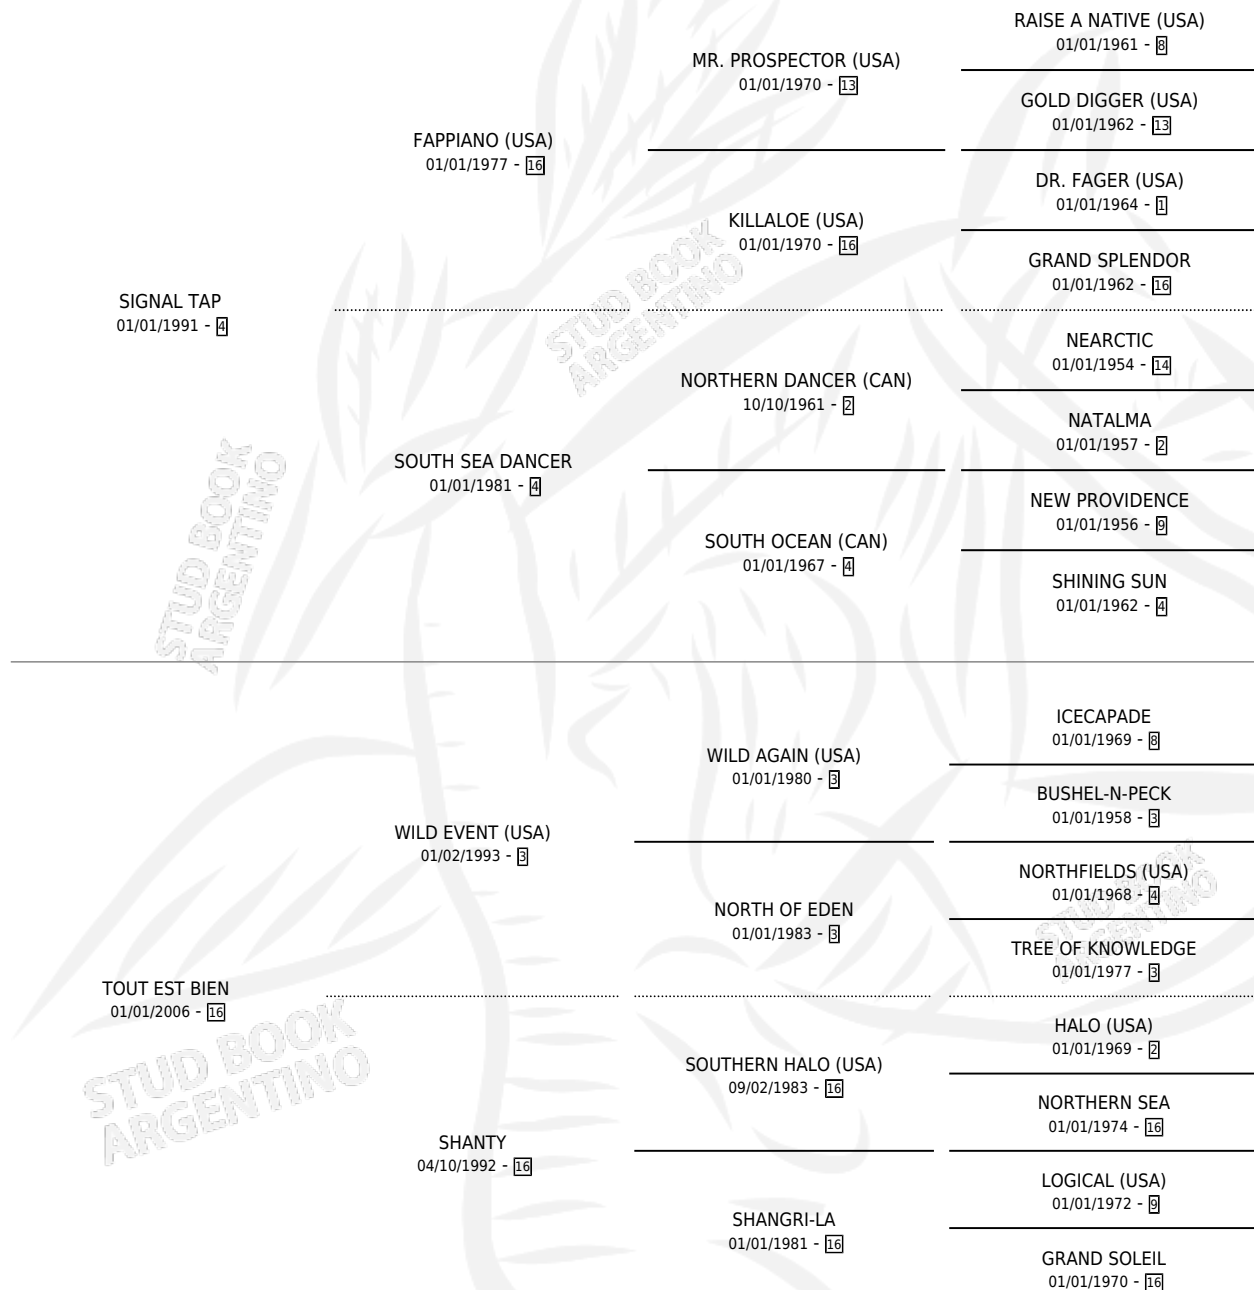 RAISE A NATIVE (USA)
01/01/1961 - 8
MR. PROSPECTOR (USA)
01/01/1970 - 13
GOLD DIGGER (USA)
01/01/1962 - 13
FAPPIANO (USA)
01/01/1977 - 16
DR. FAGER (USA)
01/01/1964 - 1
KILLALOE (USA)
01/01/1970 - 16
GRAND SPLENDOR
01/01/1962 - 16
SIGNAL TAP
01/01/1991 - 4
STUD BOOK
ARGENTINO
NEARCTIC
01/01/1954 - 14
NORTHERN DANCER (CAN)
10/10/1961 - 2
NATALMA
01/01/1957 - 2
SOUTH SEA DANCER
01/01/1981 - 4
NEW PROVIDENCE
01/01/1956 - 9
SOUTH OCEAN (CAN)
01/01/1967 - 4
SHINING SUN
01/01/1962 - 4
STUD BOOK
ARGENTINO
ICECAPADE
01/01/1969 - 8
WILD AGAIN (USA)
01/01/1980 - 3
BUSHEL-N-PECK
01/01/1958 - 3
WILD EVENT (USA)
01/02/1993 - 3
NORTHFIELDS (USA)
01/01/1968 - 4
STUD BOOK
ARGENTINO
NORTH OF EDEN
01/01/1983 - 3
TREE OF KNOWLEDGE
01/01/1977 - 3
TOUT EST BIEN
01/01/2006 - 16
STUD BOOK
ARGENTINO
HALO (USA)
01/01/1969 - 2
SOUTHERN HALO (USA)
09/02/1983 - 16
NORTHERN SEA
01/01/1974 - 16
SHANTY
04/10/1992 - 16
LOGICAL (USA)
01/01/1972 - 9
SHANGRI-LA
01/01/1981 - 16
GRAND SOLEIL
01/01/1970 - 16